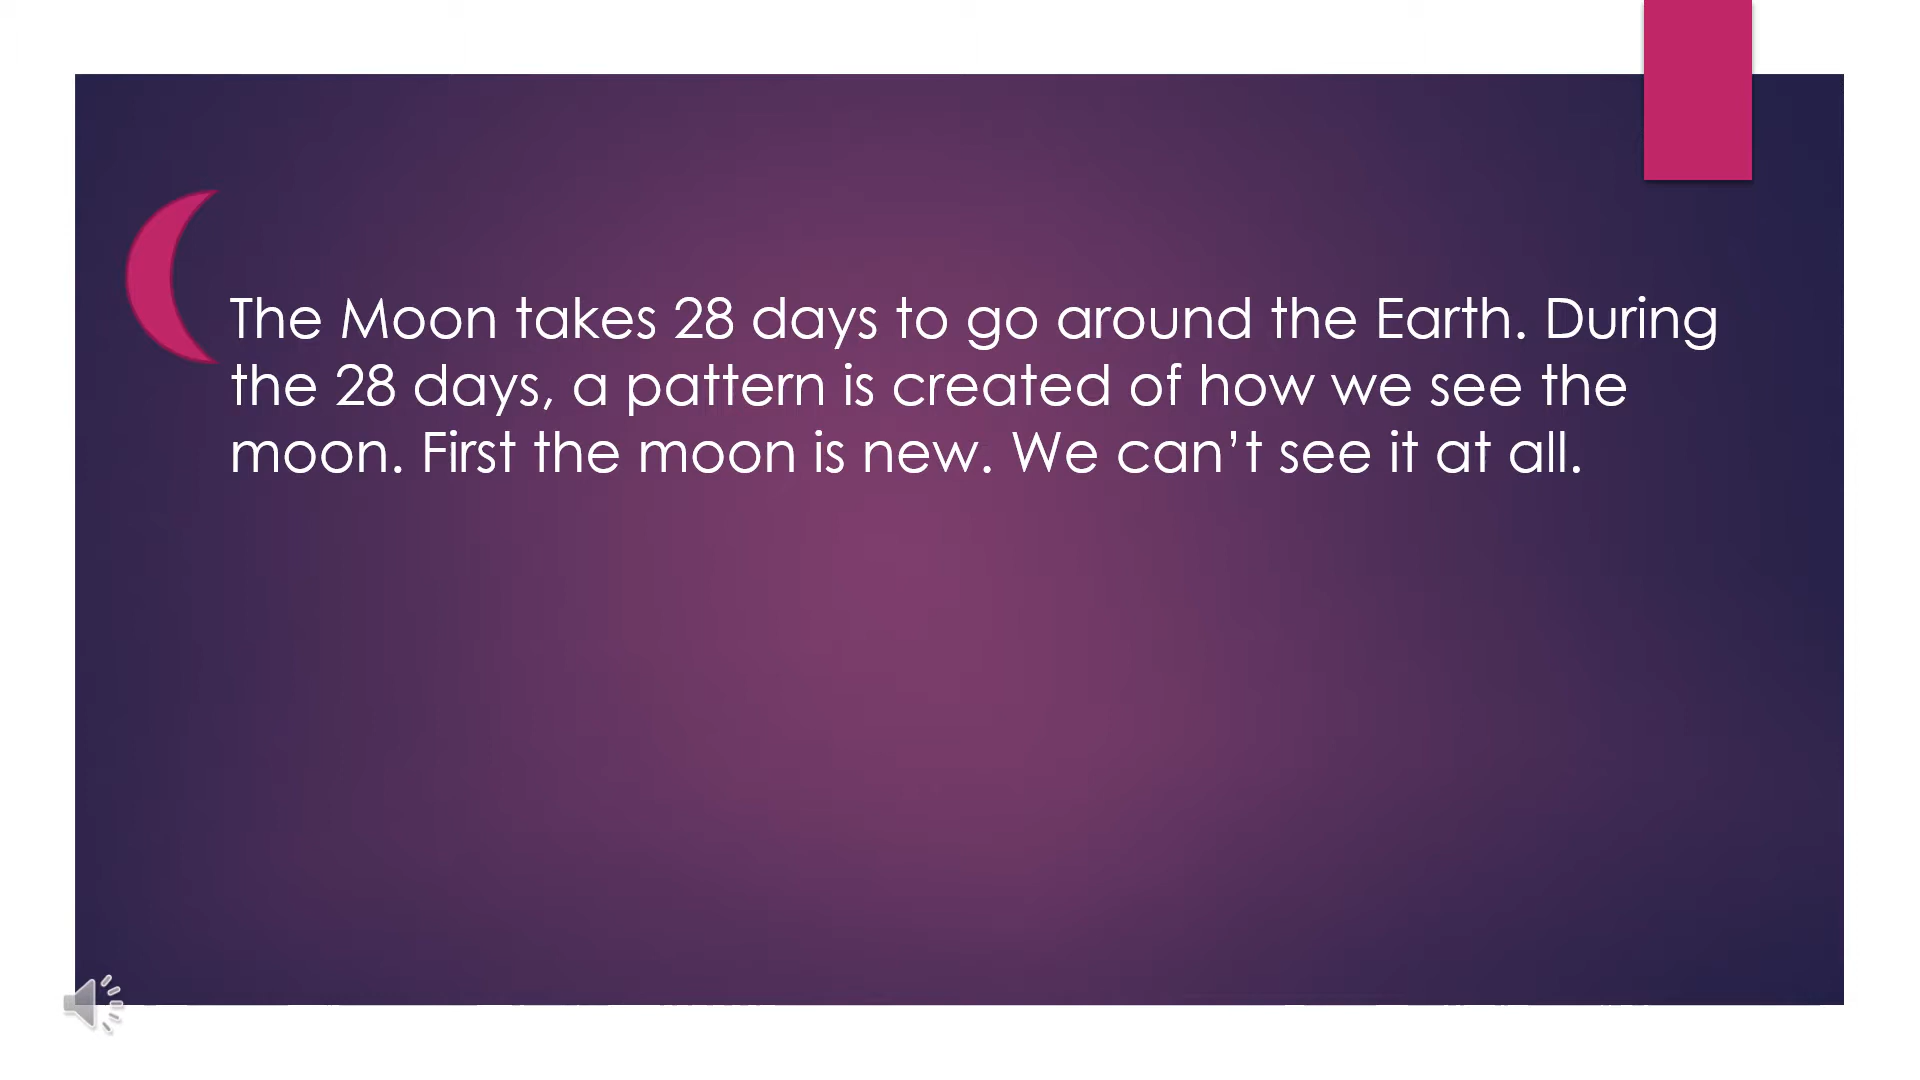 The Moon takes 28 days to go around the Earth. During
the 28 days, a pattern is created of how we see the
moon. First the moon is new. We can’t see it at all.